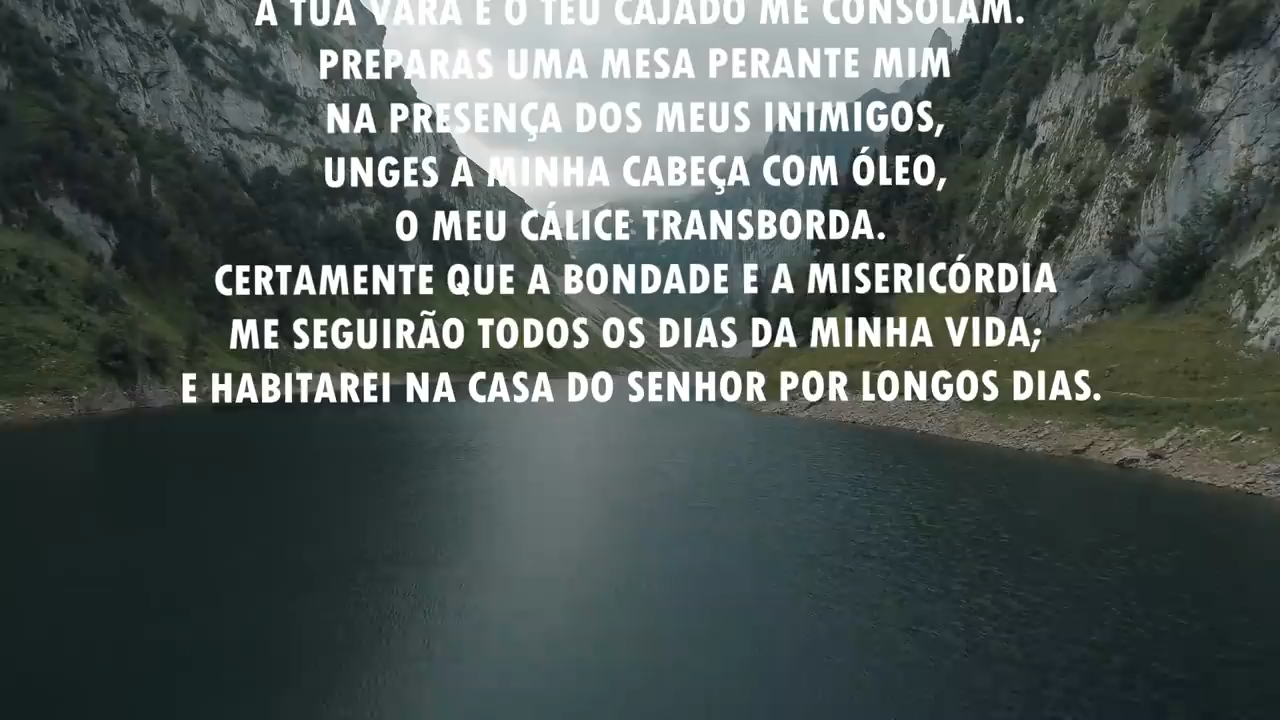 A TUA VARA E O TEU CAJADO ME CONSOLAM.
PREPARAS UMA MESA PERANTE MIM
NA PRESENÇA DOS MEUS INIMIGOS,
UNGES A MINHA CABEÇA COM ÓLEO,
O MEU CÁLICE TRANSBORDA.
CERTAMENTE QUE A BONDADE E A MISERICÓRDIA
ME SEGUIRÃO TODOS OS DIAS DA MINHA VIDA;
E HABITAREI NA CASA DO SENHOR POR LONGOS DIAS.